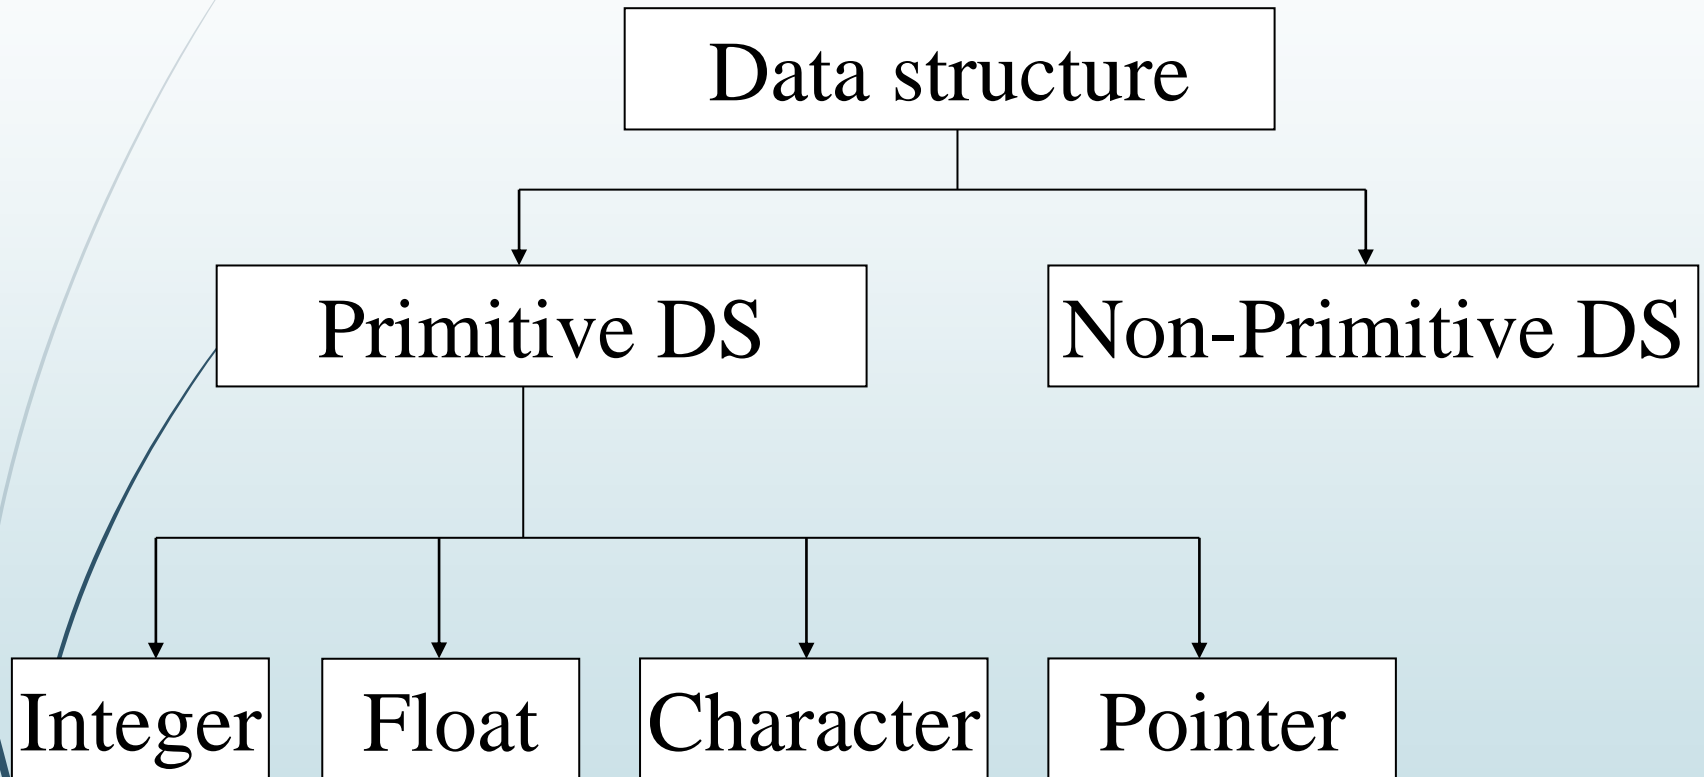 Data structure
Primitive DS
Non-Primitive DS
Integer
Float
Character
Pointer